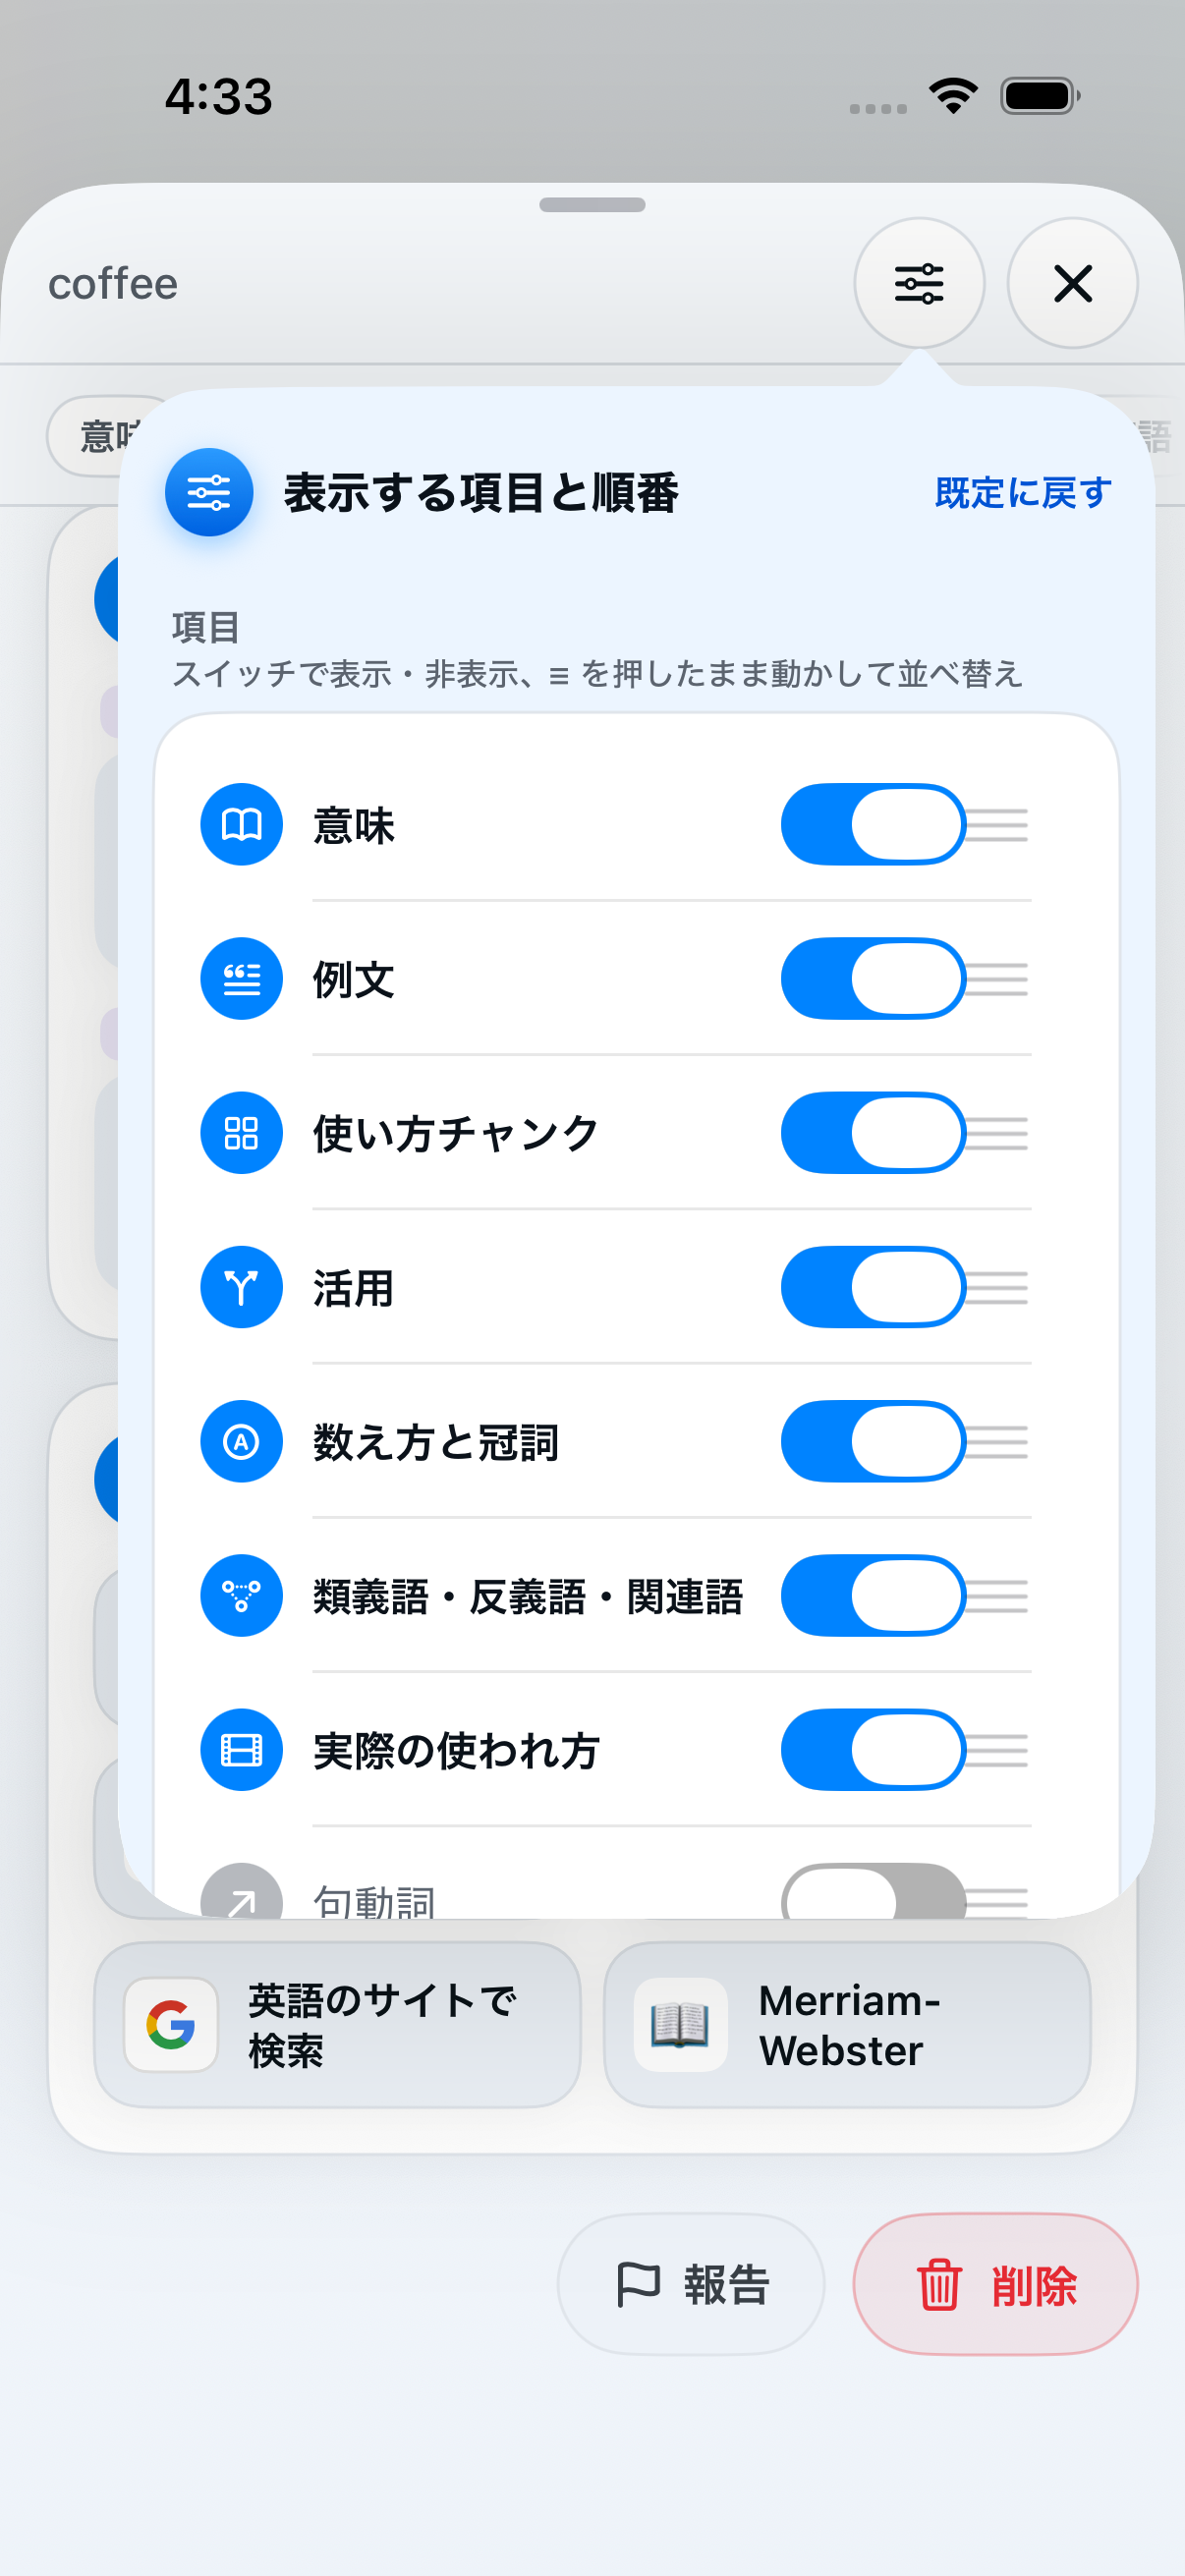 4:33
coffee
意味
語
表示する項目と順番
既定に戻す
項目
スイッチで表示・非表示、≡ を押したまま動かして並べ替え
意味
例文
使い方チャンク
活用
数え方と冠詞
類義語・反義語・関連語
実際の使われ方
句動詞
英語のサイトで
検索
Merriam-
Webster
報告
削除